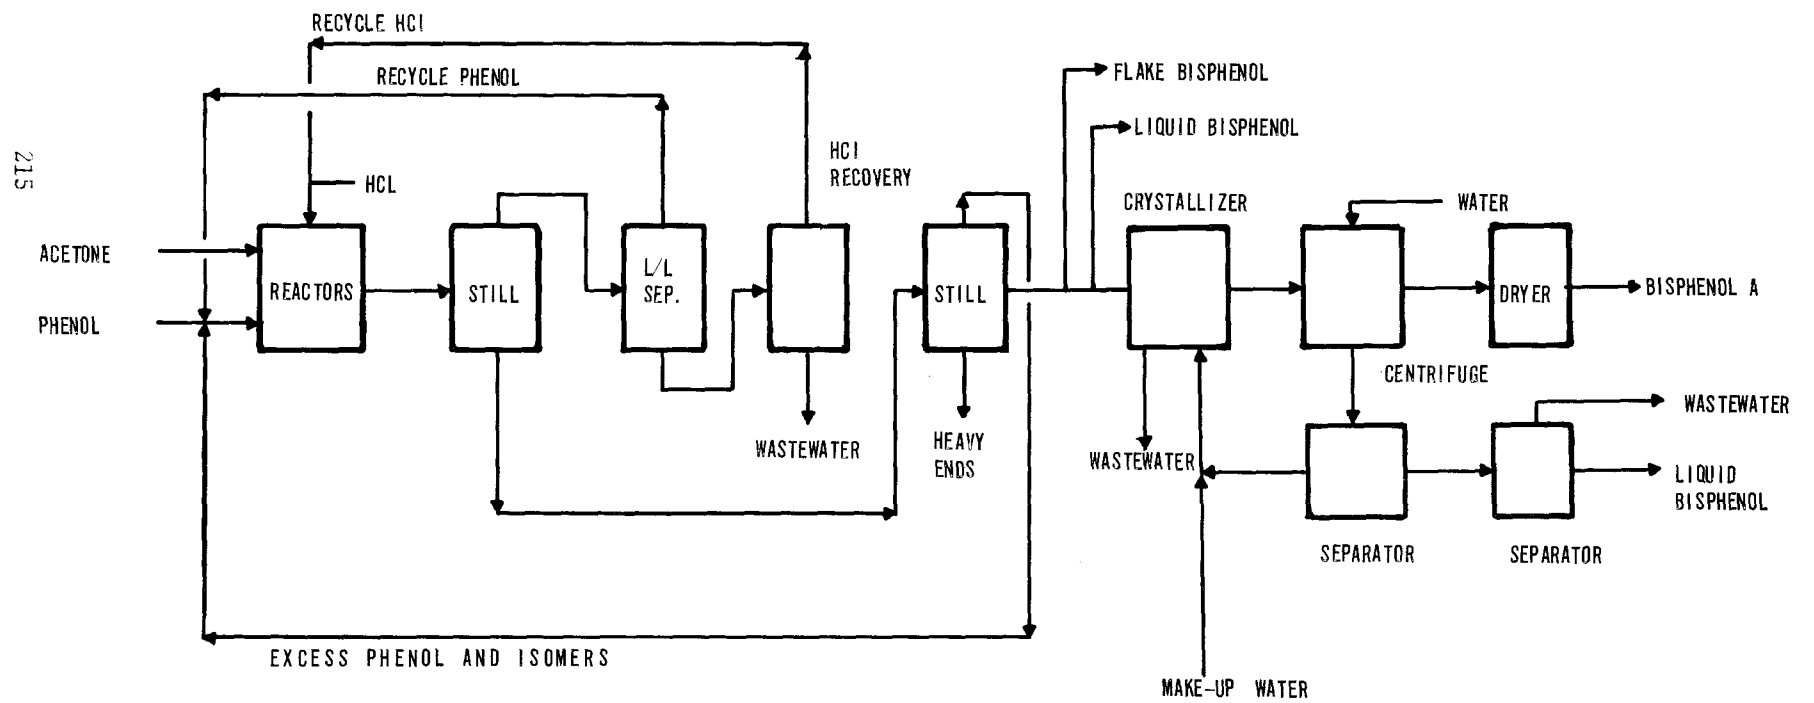 RECYCLE HCl
RECYCLE PHENOL
FLAKE BISPHENOL
LIQUID BISPHENOL
HCl
RECOVERY
215
HCL
CRYSTALLIZER
WATER
ACETONE
REACTORS
STILL
L/L
SEP.
STILL
DRYER
BISPHENOL A
PHENOL
CENTRIFUGE
WASTEWATER
WASTEWATER
HEAVY
ENDS
WASTEWATER
LIQUID
BISPHENOL
SEPARATOR
SEPARATOR
EXCESS PHENOL AND ISOMERS
MAKE-UP WATER